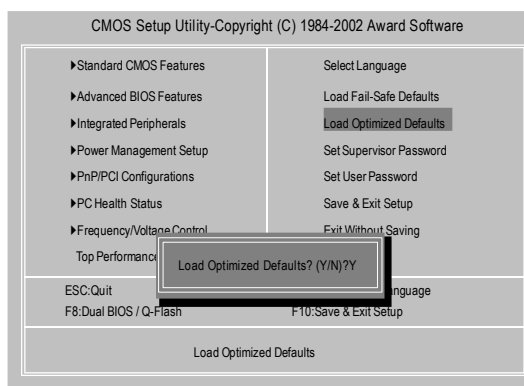 CMOS Setup Utility-Copyright (C) 1984-2002 Award Software
▶Standard CMOS Features
▶Advanced BIOS Features
▶Integrated Peripherals
▶Power Management Setup
▶PnP/PCI Configurations
▶PC Health Status
▶Frequency/Voltage Control
Top Performance
Select Language
Load Fail-Safe Defaults
Load Optimized Defaults
Set Supervisor Password
Set User Password
Save & Exit Setup
Exit Without Saving
Load Optimized Defaults? (Y/N)?Y
ESC:Quit
F8:Dual BIOS / Q-Flash
F10:Save & Exit Setup
Load Optimized Defaults